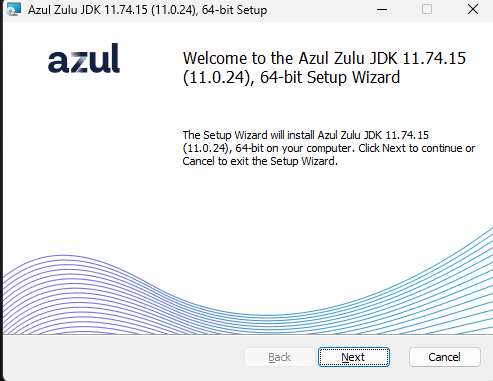 Azul Zulu JDK 11.74.15 (11.0.24), 64-bit Setup
azul
Welcome to the Azul Zulu JDK 11.74.15
(11.0.24), 64-bit Setup Wizard
The Setup Wizard will install Azul Zulu JDK 11.74.15
(11.0.24), 64-bit on your computer. Click Next to continue or
Cancel to exit the Setup Wizard.
Back Next Cancel